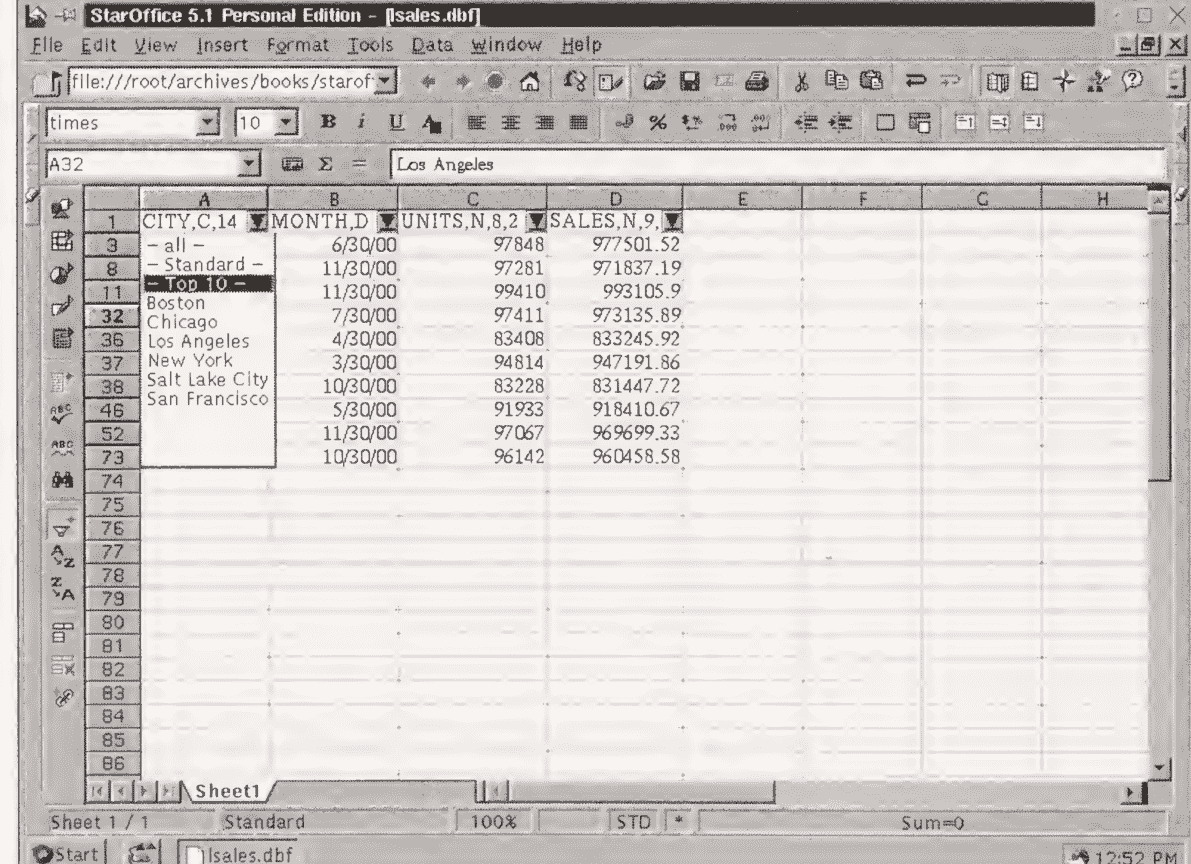 StarOffice 5.1 Personal Edition - [lsales.dbf]
File Edit View Insert Format Tools Data Window Help
file:///root/archives/books/starof
times 10 B i U A %
A32 Σ = Los Angeles
A B C D E F G H
1 CITY,C,14 MONTH,D UNITS,N,8,2 SALES,N,9,
3 - all - 6/30/00 97848 977501.52
- Standard -
8 11/30/00 97281 971837.19
- Top 10 -
11 11/30/00 99410 993105.9
Boston
32 7/30/00 97411 973135.89
Chicago
36 4/30/00 83408 833245.92
Los Angeles
37 3/30/00 94814 947191.86
New York
38 10/30/00 83228 831447.72
Salt Lake City
46 5/30/00 91933 918410.67
San Francisco
52 11/30/00 97067 969699.33
73 10/30/00 96142 960458.58
74
75
76
77
78
79
80
81
82
83
84
85
86
ABC
ABC
A Z
Z A
Sheet1
Sheet 1 / 1 Standard 100% STD * Sum=0
Start lsales.dbf 12:52 PM